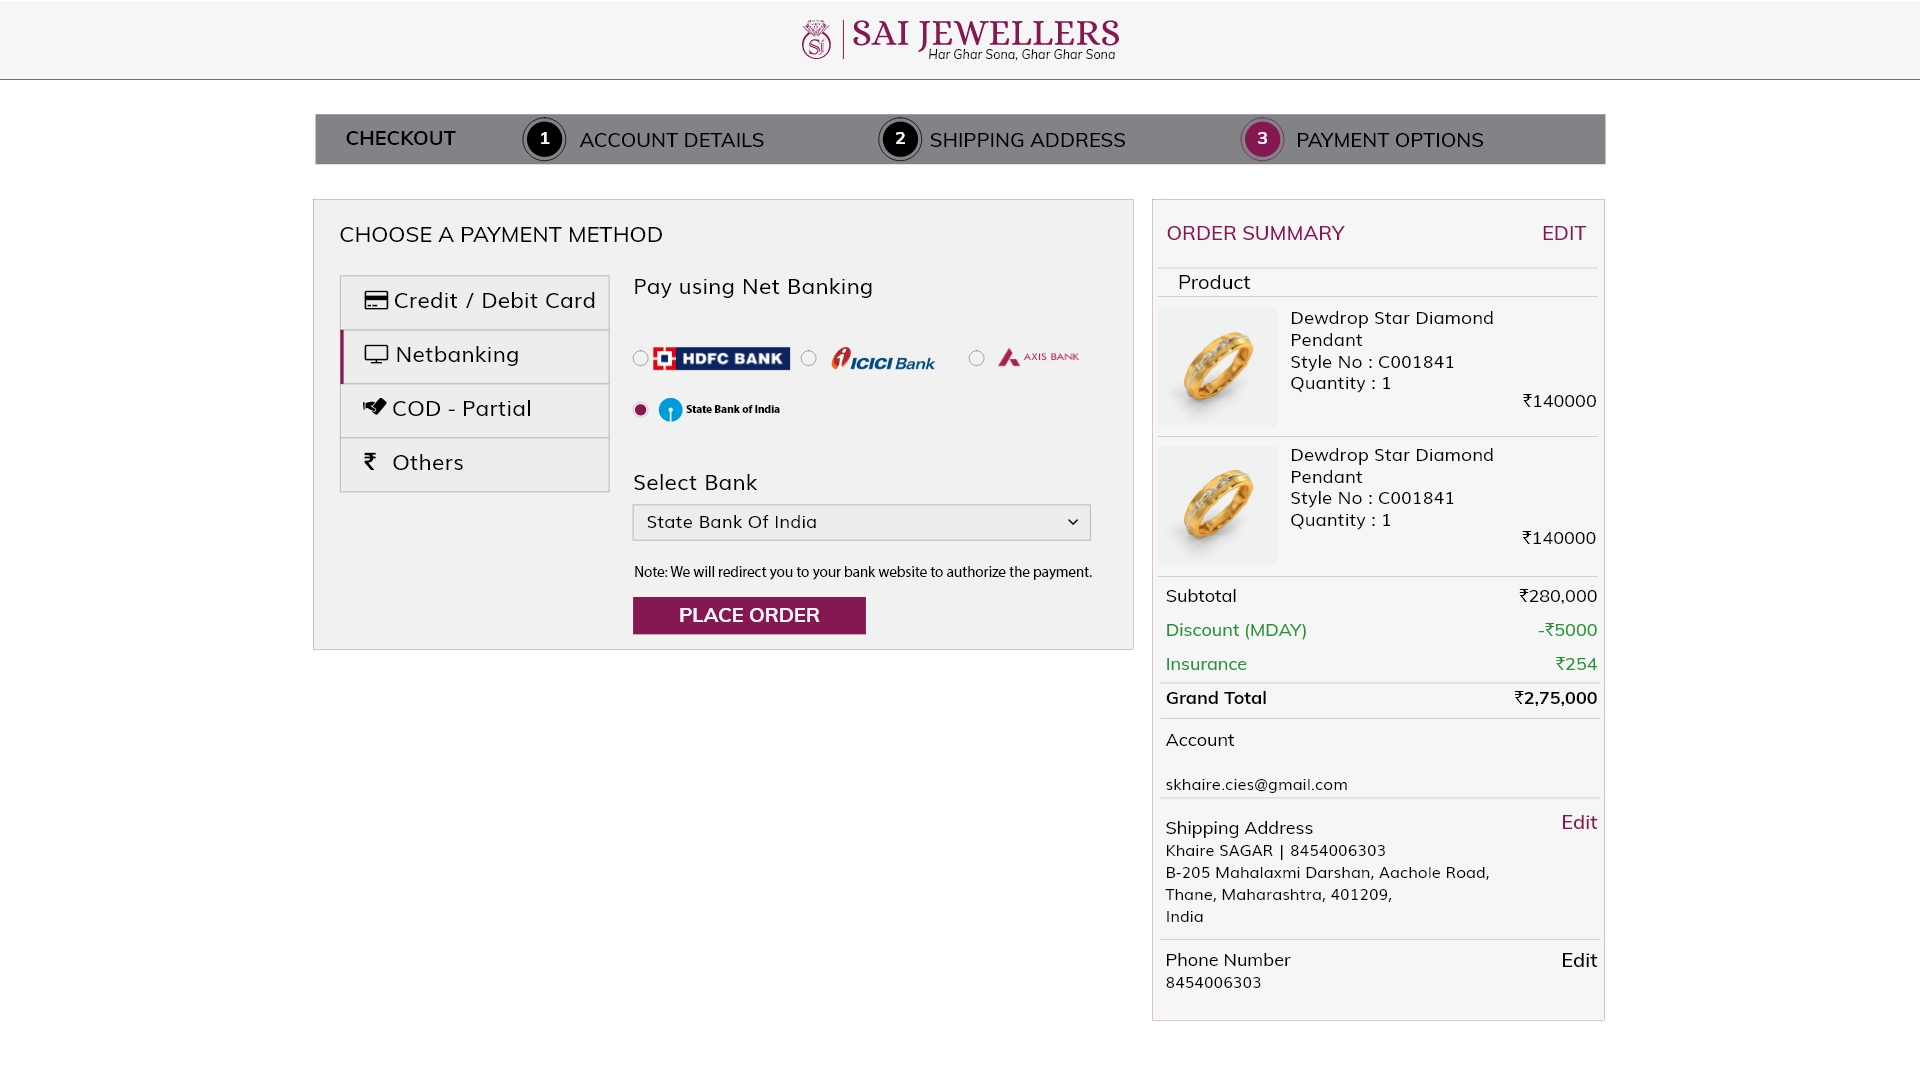 Si
SAI JEWELLERS
Har Ghar Sona, Ghar Ghar Sona
CHECKOUT
1 ACCOUNT DETAILS
2 SHIPPING ADDRESS
3 PAYMENT OPTIONS
CHOOSE A PAYMENT METHOD
Credit / Debit Card
Netbanking
COD - Partial
₹ Others
Pay using Net Banking
HDFC BANK
ICICI Bank
AXIS BANK
State Bank of India
Select Bank
State Bank Of India
Note: We will redirect you to your bank website to authorize the payment.
PLACE ORDER
ORDER SUMMARY EDIT
Product
Dewdrop Star Diamond
Pendant
Style No : C001841
Quantity : 1
₹140000
Dewdrop Star Diamond
Pendant
Style No : C001841
Quantity : 1
₹140000
Subtotal ₹280,000
Discount (MDAY) -₹5000
Insurance ₹254
Grand Total ₹2,75,000
Account
skhaire.cies@gmail.com
Shipping Address Edit
Khaire SAGAR | 8454006303
B-205 Mahalaxmi Darshan, Aachole Road,
Thane, Maharashtra, 401209,
India
Phone Number Edit
8454006303